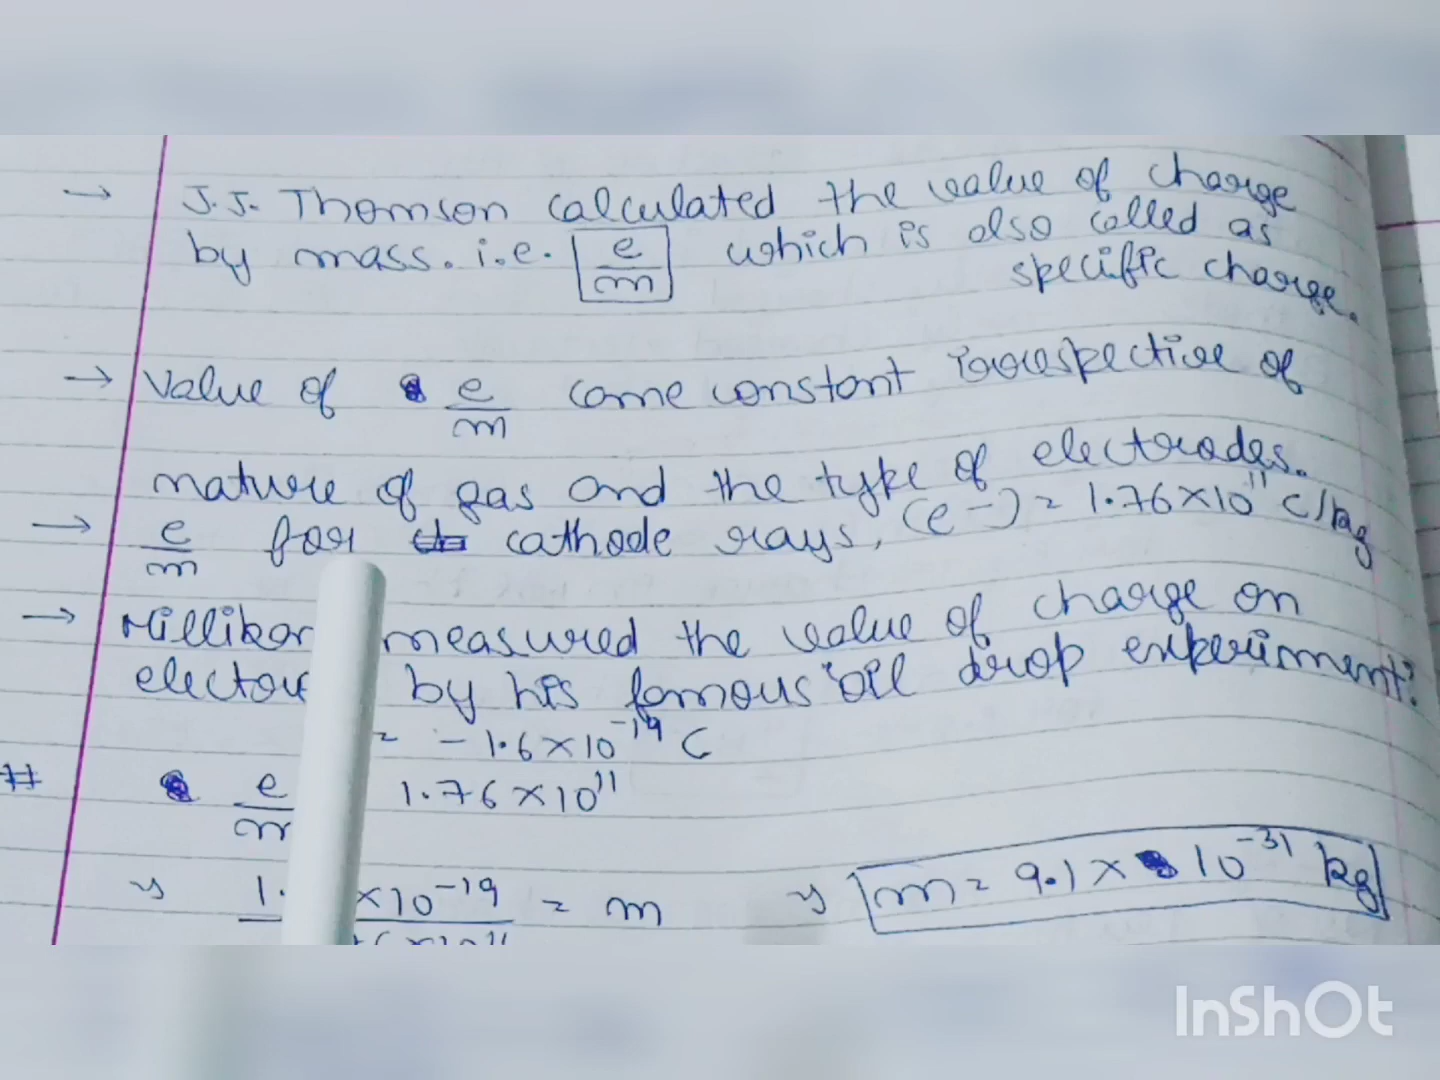 → J.J. Thomson calculated the value of charge
by mass. i.e. e/m which is also called as
specific charge.
→ Value of e/m come constant irrespective of
nature of gas and the type of electrodes.
→ e/m for cathode rays, (e-) = 1.76×10¹¹ C/kg
→ measured the value of charge on
by his famous oil drop experiment.
= -1.6×10⁻¹⁹ C
# e/m 1.76×10¹¹
×10⁻¹⁹ = m ⇒ m = 9.1× 10⁻³¹ kg
InShOt